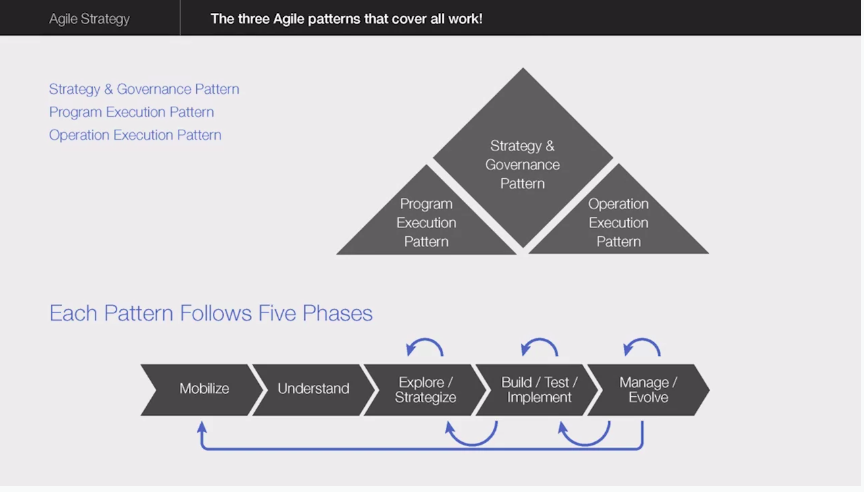 Agile Strategy
The three Agile patterns that cover all work!
Strategy & Governance Pattern
Program Execution Pattern
Operation Execution Pattern
Strategy &
Governance
Pattern
Program
Execution
Pattern
Operation
Execution
Pattern
Each Pattern Follows Five Phases
Mobilize
Understand
Explore /
Strategize
Build / Test /
Implement
Manage /
Evolve